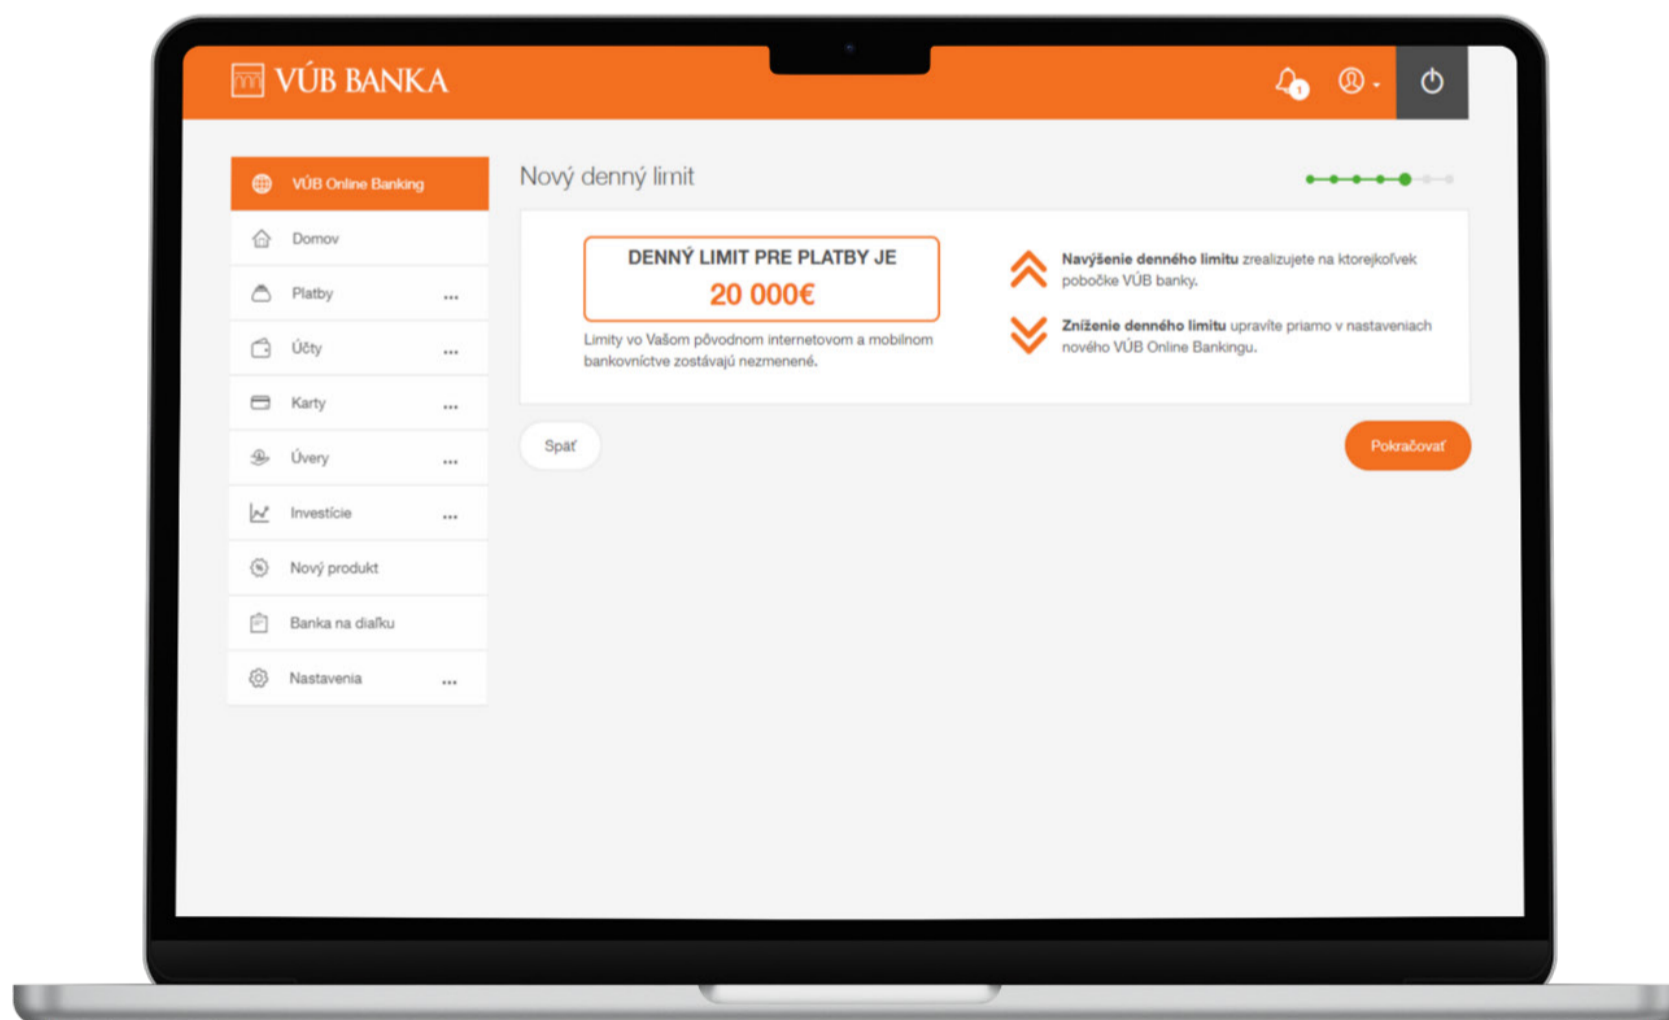 VÚB BANKA
1
VÚB Online Banking
Domov
Platby
Účty
Karty
Úvery
Investície
Nový produkt
Banka na diaľku
Nastavenia
Nový denný limit
DENNÝ LIMIT PRE PLATBY JE
20 000€
Limity vo Vašom pôvodnom internetovom a mobilnom
bankovníctve zostávajú nezmenené.
Navýšenie denného limitu zrealizujete na ktorejkoľvek
pobočke VÚB banky.
Zníženie denného limitu upravíte priamo v nastaveniach
nového VÚB Online Bankingu.
Späť
Pokračovať